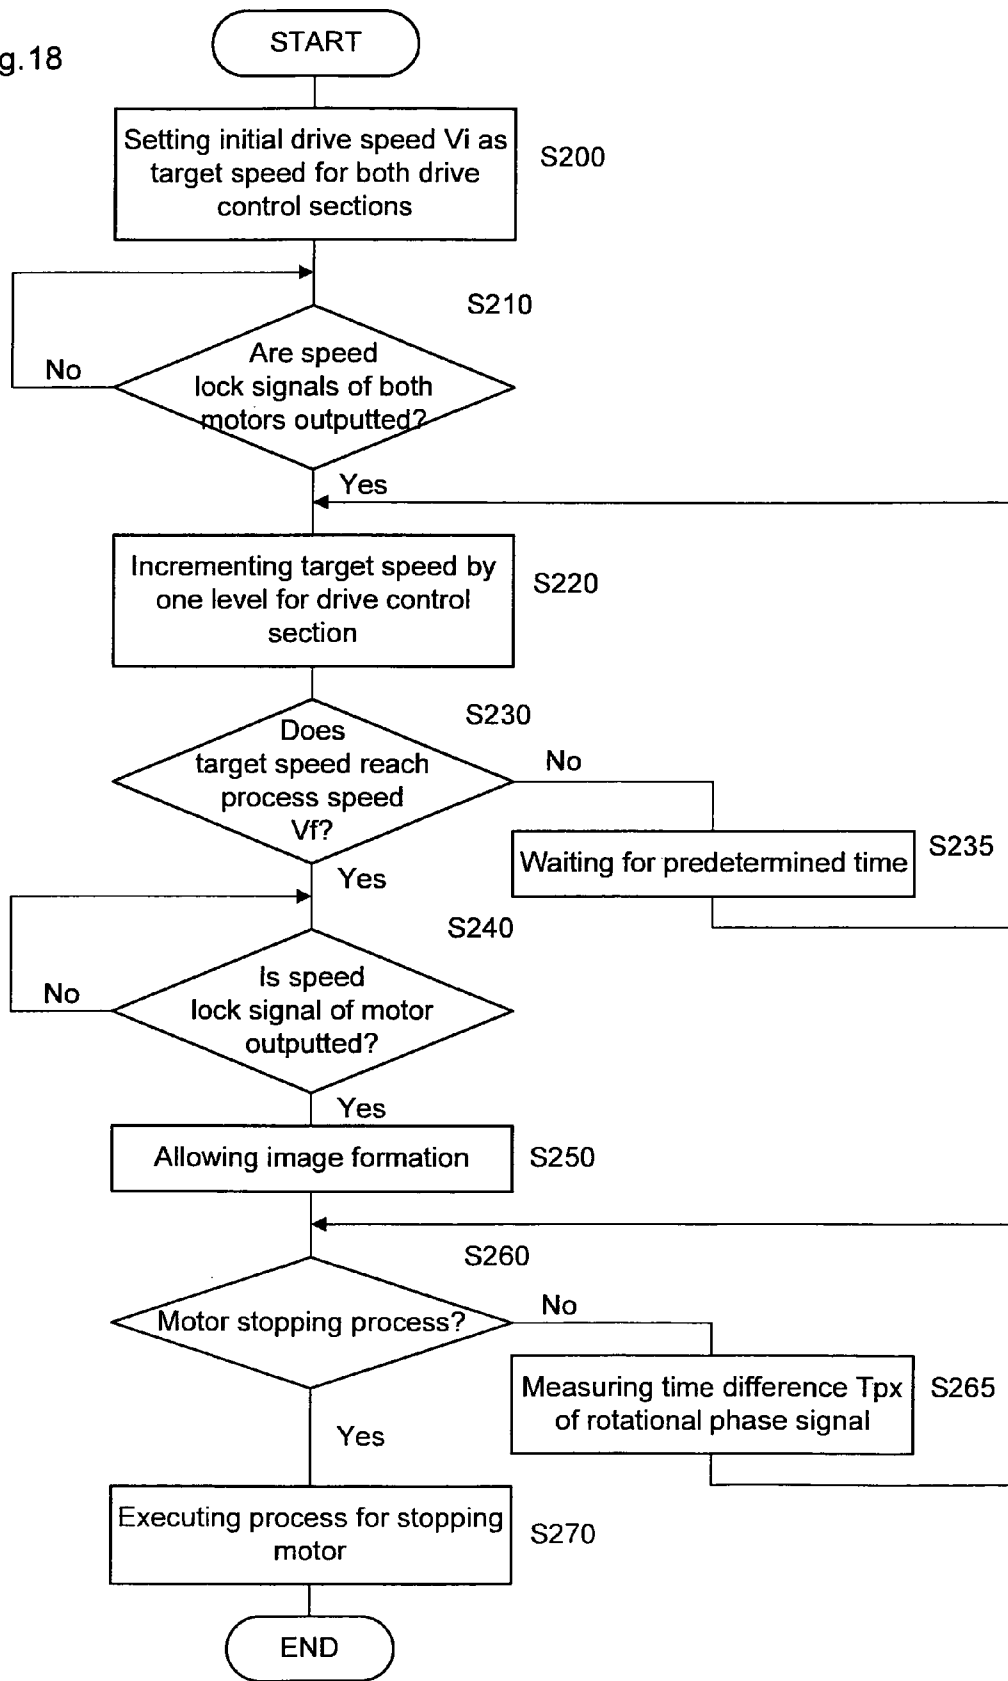 g.18
START
Setting initial drive speed Vi as
target speed for both drive
control sections
S200
S210
Are speed
lock signals of both
motors outputted?
No
Yes
Incrementing target speed by
one level for drive control
section
S220
S230
Does
target speed reach
process speed
Vf?
No
Waiting for predetermined time
S235
Yes
S240
Is speed
lock signal of motor
outputted?
No
Yes
Allowing image formation
S250
S260
Motor stopping process?
No
Measuring time difference Tpx
of rotational phase signal
S265
Yes
Executing process for stopping
motor
S270
END